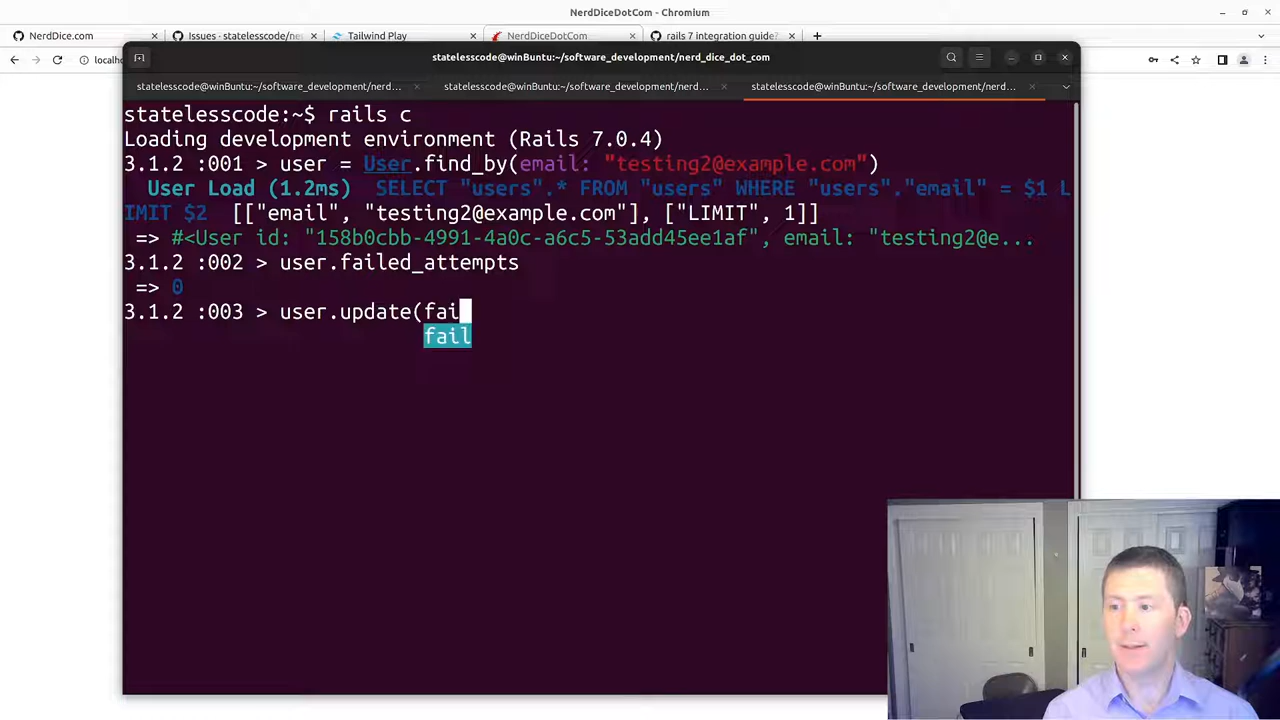 NerdDiceDotCom - Chromium
NerdDice.com
Issues · statelesscode/ne
Tailwind Play
NerdDiceDotCom
rails 7 integration guide?
localho
statelesscode@winBuntu:~/software_development/nerd_dice_dot_com
statelesscode@winBuntu:~/software_development/nerd...
statelesscode@winBuntu:~/software_development/nerd...
statelesscode@winBuntu:~/software_development/nerd...
statelesscode:~$ rails c
Loading development environment (Rails 7.0.4)
3.1.2 :001 > user = User.find_by(email: "testing2@example.com")
User Load (1.2ms)  SELECT "users".* FROM "users" WHERE "users"."email" = $1 L
IMIT $2  [["email", "testing2@example.com"], ["LIMIT", 1]]
=> #<User id: "158b0cbb-4991-4a0c-a6c5-53add45ee1af", email: "testing2@e...
3.1.2 :002 > user.failed_attempts
=> 0
3.1.2 :003 > user.update(fai
fail